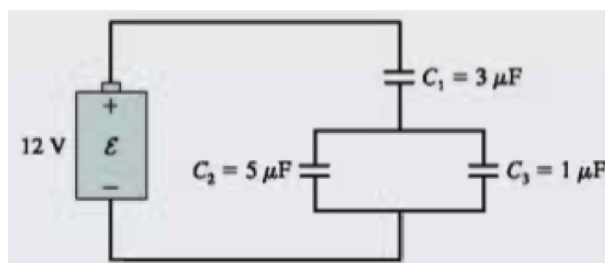 C₁ = 3 μF
+
12 V ℰ
C₂ = 5 μF C₃ = 1 μF
−